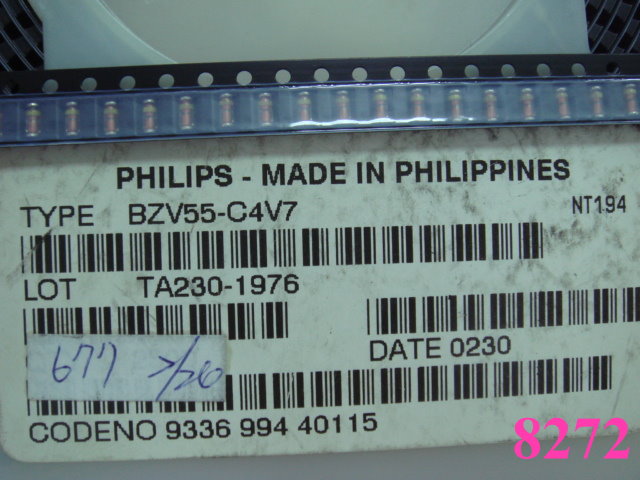 PHILIPS - MADE IN PHILIPPINES
TYPE BZV55-C4V7 NT194
LOT TA230-1976
DATE 0230
677
CODENO 9336 994 40115
8272